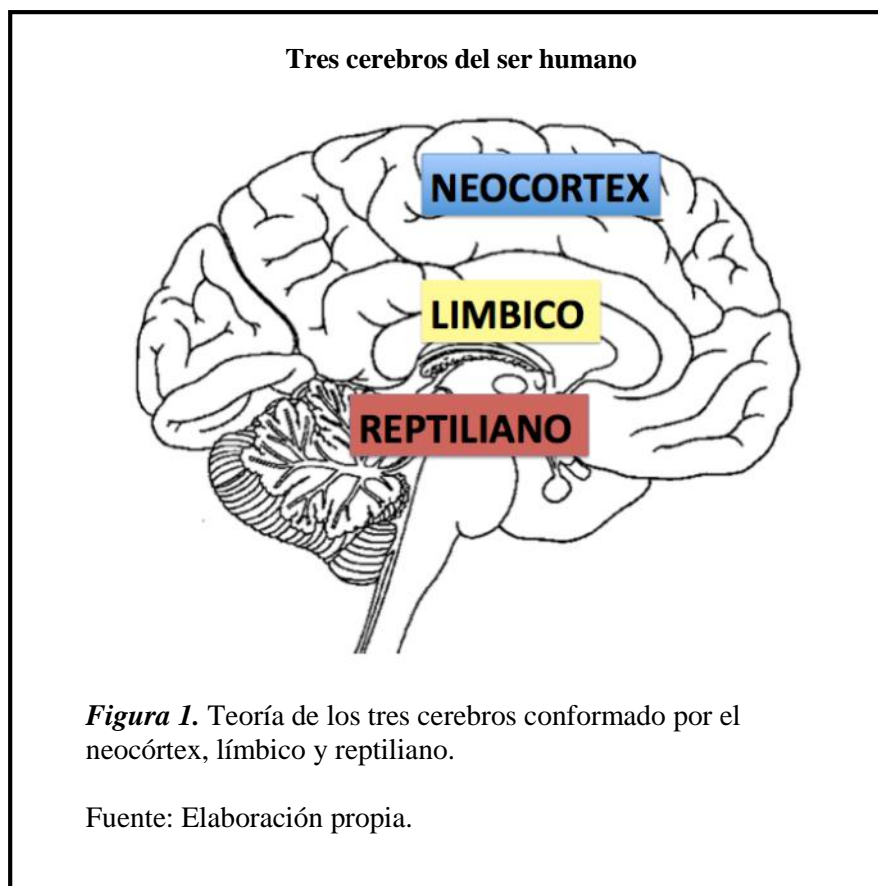 Tres cerebros del ser humano
NEOCORTEX
LIMBICO
REPTILIANO
Figura 1. Teoría de los tres cerebros conformado por el
neocórtex, límbico y reptiliano.
Fuente: Elaboración propia.